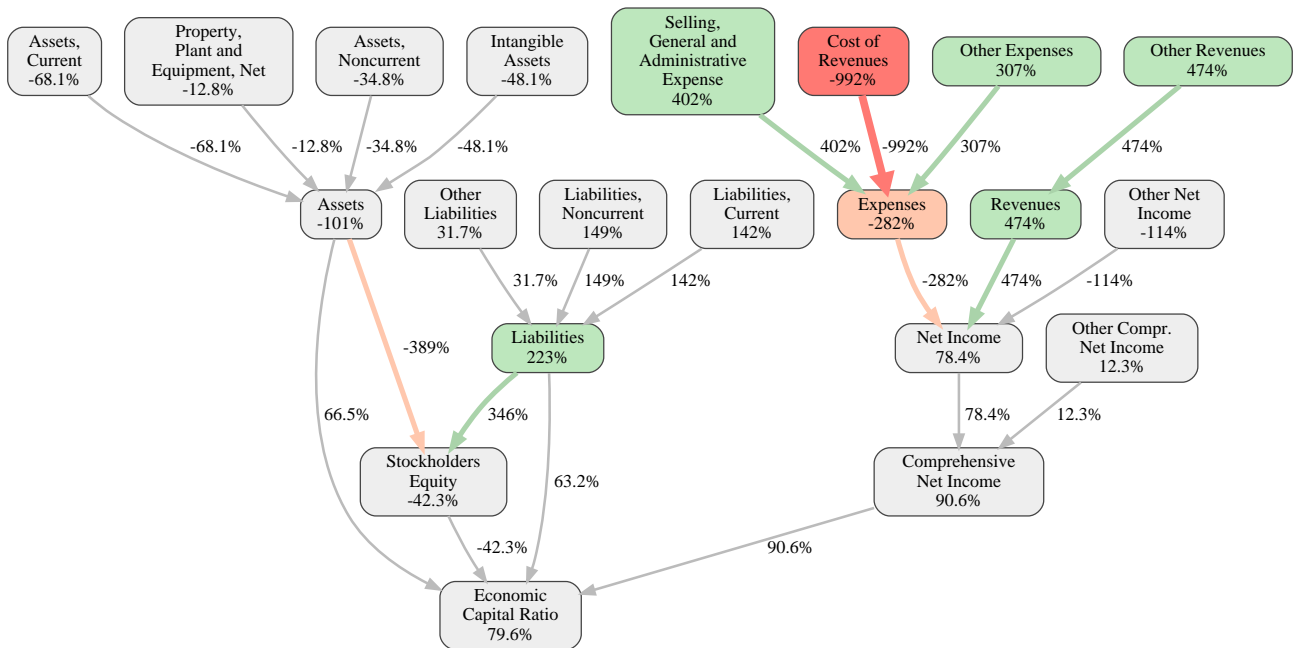 Assets,
Current
-68.1%
Property,
Plant and
Equipment, Net
-12.8%
Assets,
Noncurrent
-34.8%
Intangible
Assets
-48.1%
Selling,
General and
Administrative
Expense
402%
Cost of
Revenues
-992%
Other Expenses
307%
Other Revenues
474%
-68.1%
-12.8%
-34.8%
-48.1%
402%
-992%
307%
474%
Assets
-101%
Other
Liabilities
31.7%
Liabilities,
Noncurrent
149%
Liabilities,
Current
142%
Expenses
-282%
Revenues
474%
Other Net
Income
-114%
31.7%
149%
142%
-282%
474%
-114%
Liabilities
223%
Net Income
78.4%
Other Compr.
Net Income
12.3%
-389%
66.5%
346%
63.2%
78.4%
12.3%
Stockholders
Equity
-42.3%
Comprehensive
Net Income
90.6%
-42.3%
90.6%
Economic
Capital Ratio
79.6%